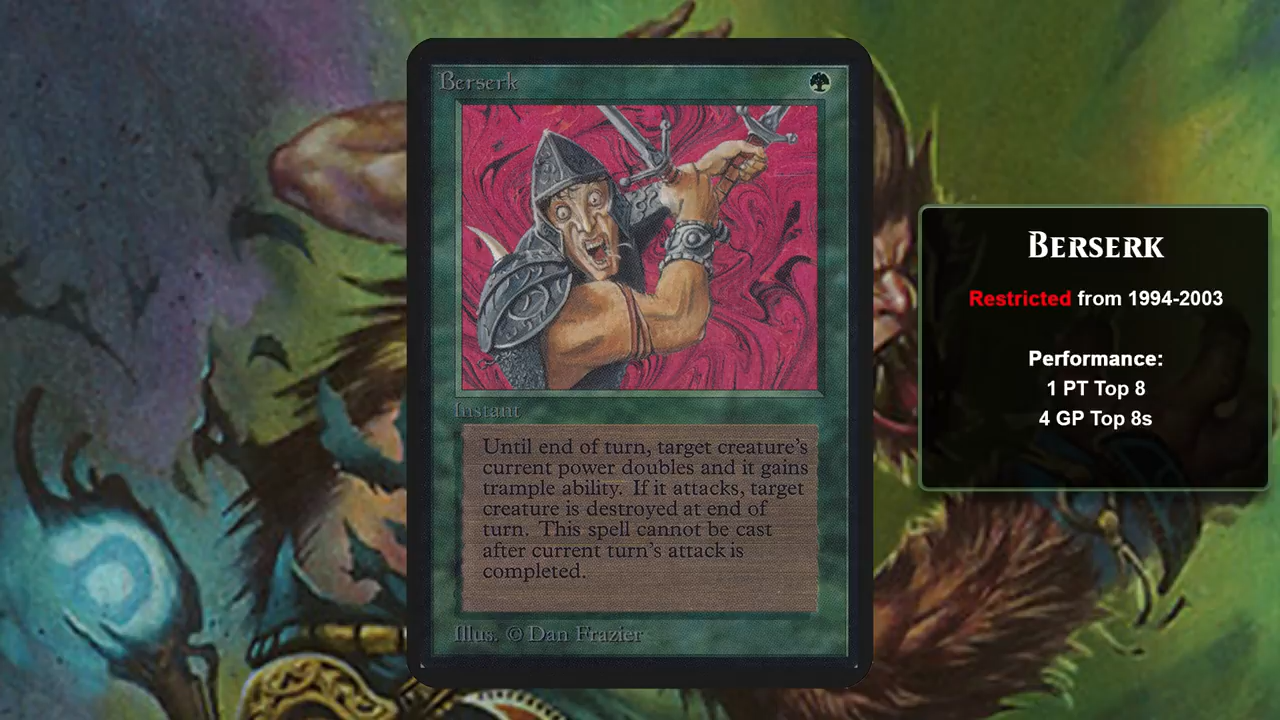 Berserk
Instant
Until end of turn, target creature's
current power doubles and it gains
trample ability. If it attacks, target
creature is destroyed at end of
turn. This spell cannot be cast
after current turn's attack is
completed.
Illus. © Dan Frazier
BERSERK
Restricted from 1994-2003
Performance:
1 PT Top 8
4 GP Top 8s